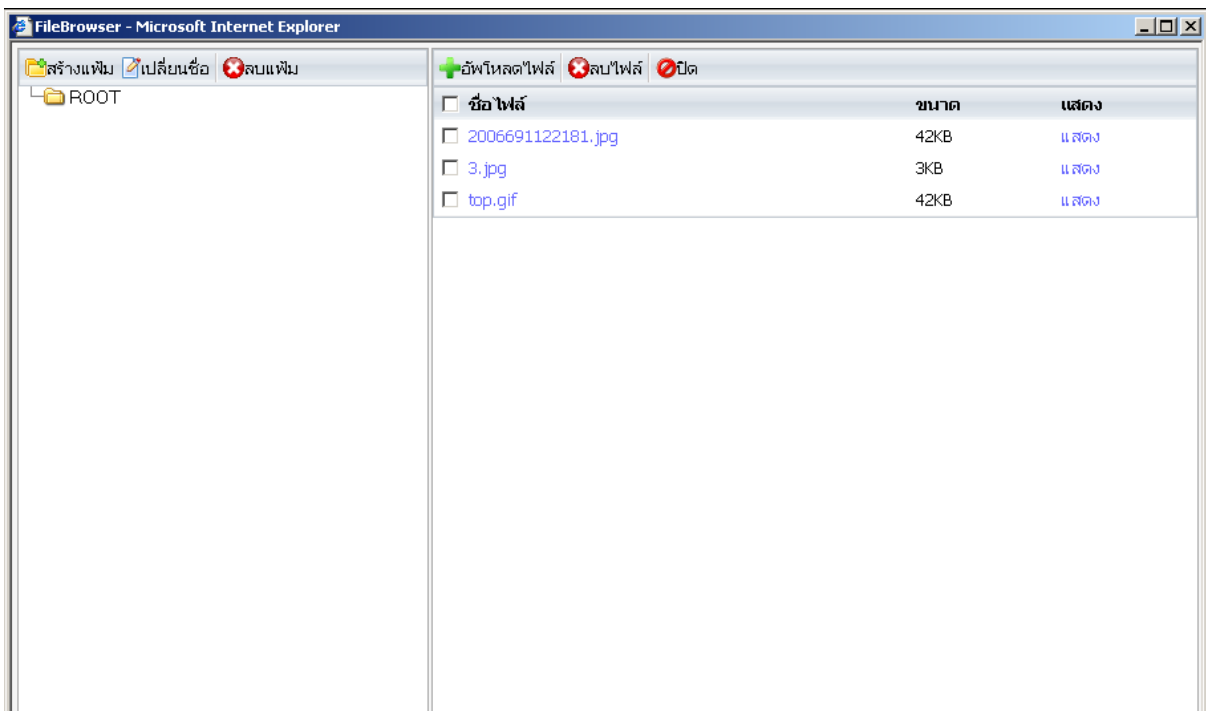 FileBrowser - Microsoft Internet Explorer
สร้างแฟ้ม เปลี่ยนชื่อ ลบแฟ้ม
ROOT
อัพโหลดไฟล์ ลบไฟล์ ปิด
ชื่อไฟล์ ขนาด แสดง
2006691122181.jpg 42KB แสดง
3.jpg 3KB แสดง
top.gif 42KB แสดง